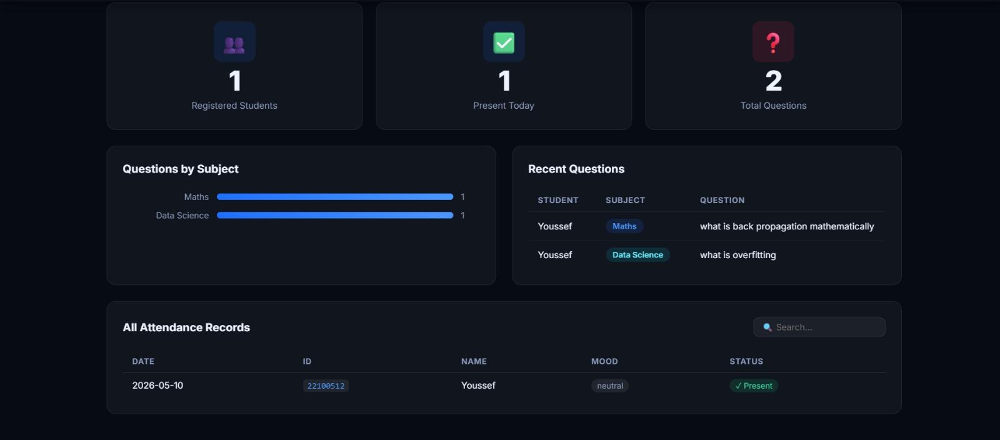 1
Registered Students
1
Present Today
2
Total Questions
Questions by Subject
Maths 1
Data Science 1
Recent Questions
STUDENT SUBJECT QUESTION
Youssef Maths what is back propagation mathematically
Youssef Data Science what is overfitting
All Attendance Records
Search...
DATE ID NAME MOOD STATUS
2026-05-10 22100512 Youssef neutral ✓ Present